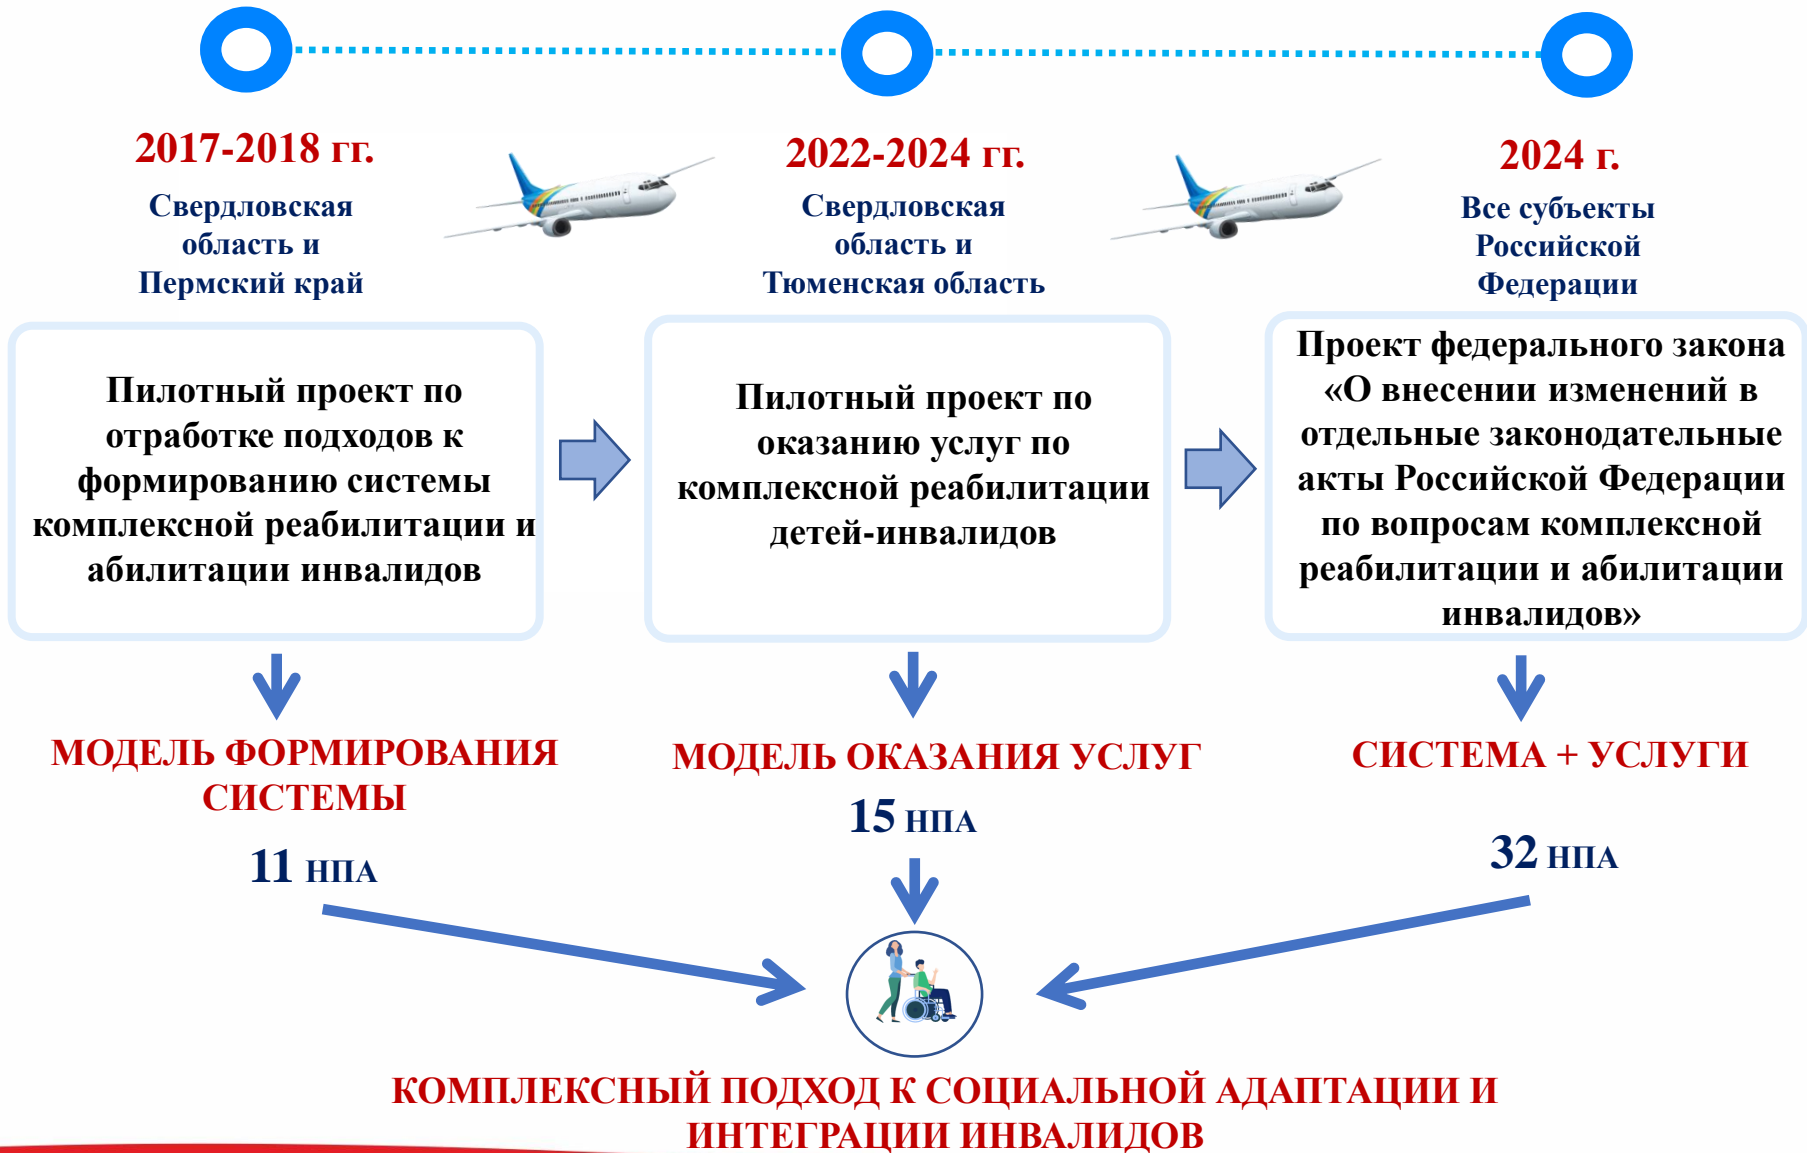 2017-2018 гг.
Свердловская
область и
Пермский край
2022-2024 гг.
Свердловская
область и
Тюменская область
2024 г.
Все субъекты
Российской
Федерации
Пилотный проект по
отработке подходов к
формированию системы
комплексной реабилитации и
абилитации инвалидов
Пилотный проект по
оказанию услуг по
комплексной реабилитации
детей-инвалидов
Проект федерального закона
«О внесении изменений в
отдельные законодательные
акты Российской Федерации
по вопросам комплексной
реабилитации и абилитации
инвалидов»
МОДЕЛЬ ФОРМИРОВАНИЯ
СИСТЕМЫ
11 НПА
МОДЕЛЬ ОКАЗАНИЯ УСЛУГ
15 НПА
СИСТЕМА + УСЛУГИ
32 НПА
КОМПЛЕКСНЫЙ ПОДХОД К СОЦИАЛЬНОЙ АДАПТАЦИИ И
ИНТЕГРАЦИИ ИНВАЛИДОВ